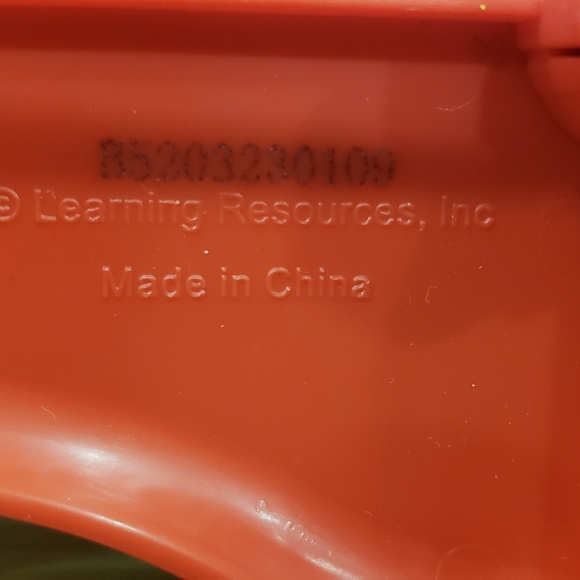 B5203230109
© Learning Resources, Inc
Made in China